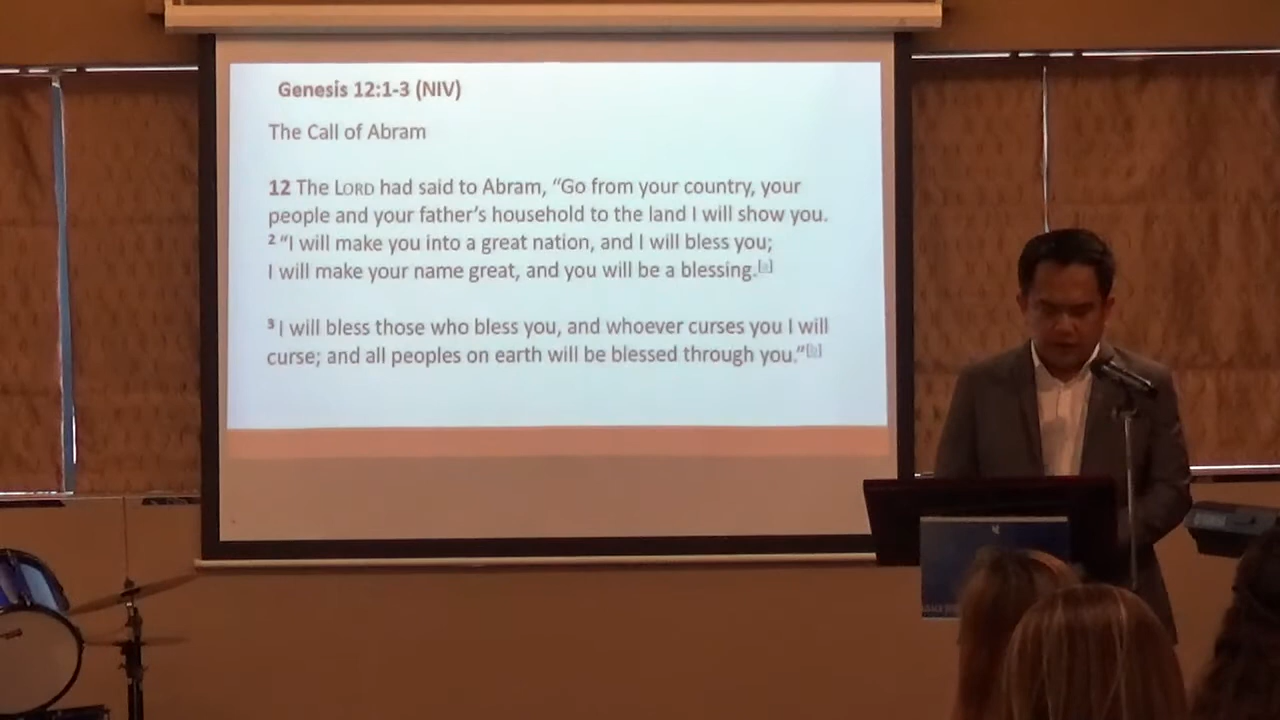 Genesis 12:1-3 (NIV)
The Call of Abram
12 The LORD had said to Abram, “Go from your country, your
people and your father’s household to the land I will show you.
2 “I will make you into a great nation, and I will bless you;
I will make your name great, and you will be a blessing.[a]
3 I will bless those who bless you, and whoever curses you I will
curse; and all peoples on earth will be blessed through you.”[b]